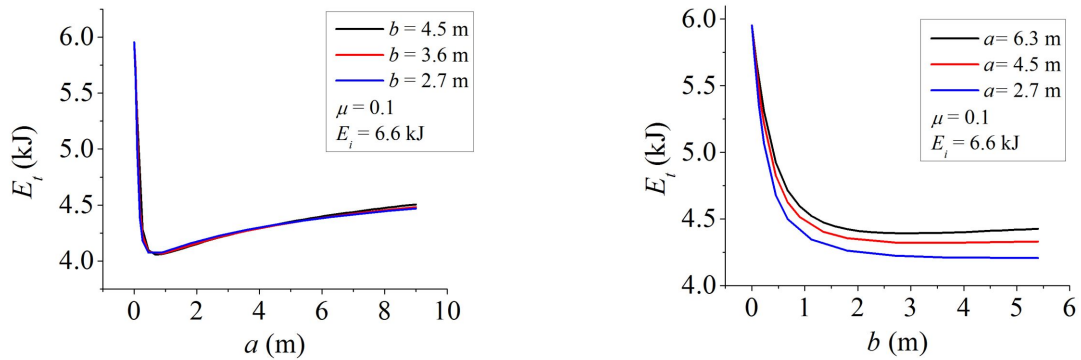 b = 4.5 m
b = 3.6 m
b = 2.7 m
μ = 0.1
E_i = 6.6 kJ
6.0
5.5
5.0
4.5
4.0
E_t (kJ)
0 2 4 6 8 10
a (m)
a= 6.3 m
a= 4.5 m
a= 2.7 m
μ = 0.1
E_i = 6.6 kJ
6.0
5.5
5.0
4.5
4.0
E_t (kJ)
0 1 2 3 4 5 6
b (m)